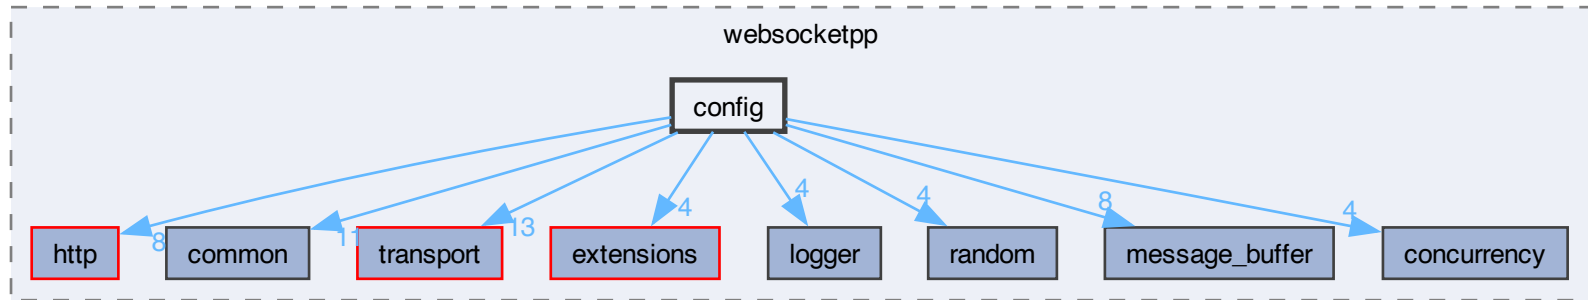 websocketpp
config
4
4
4
8
4
8
11
13
http
common
transport
extensions
logger
random
message_buffer
concurrency